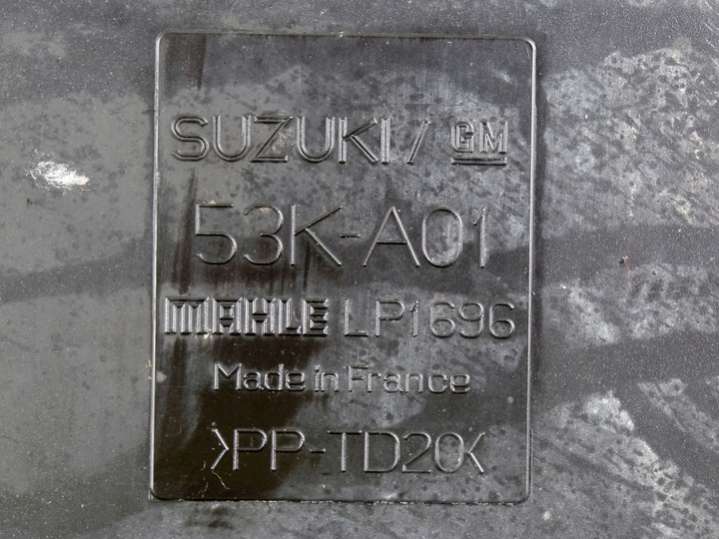 SUZUKI / GM
53K-A01
MAHLE LP1696
Made in France
>PP-TD20<